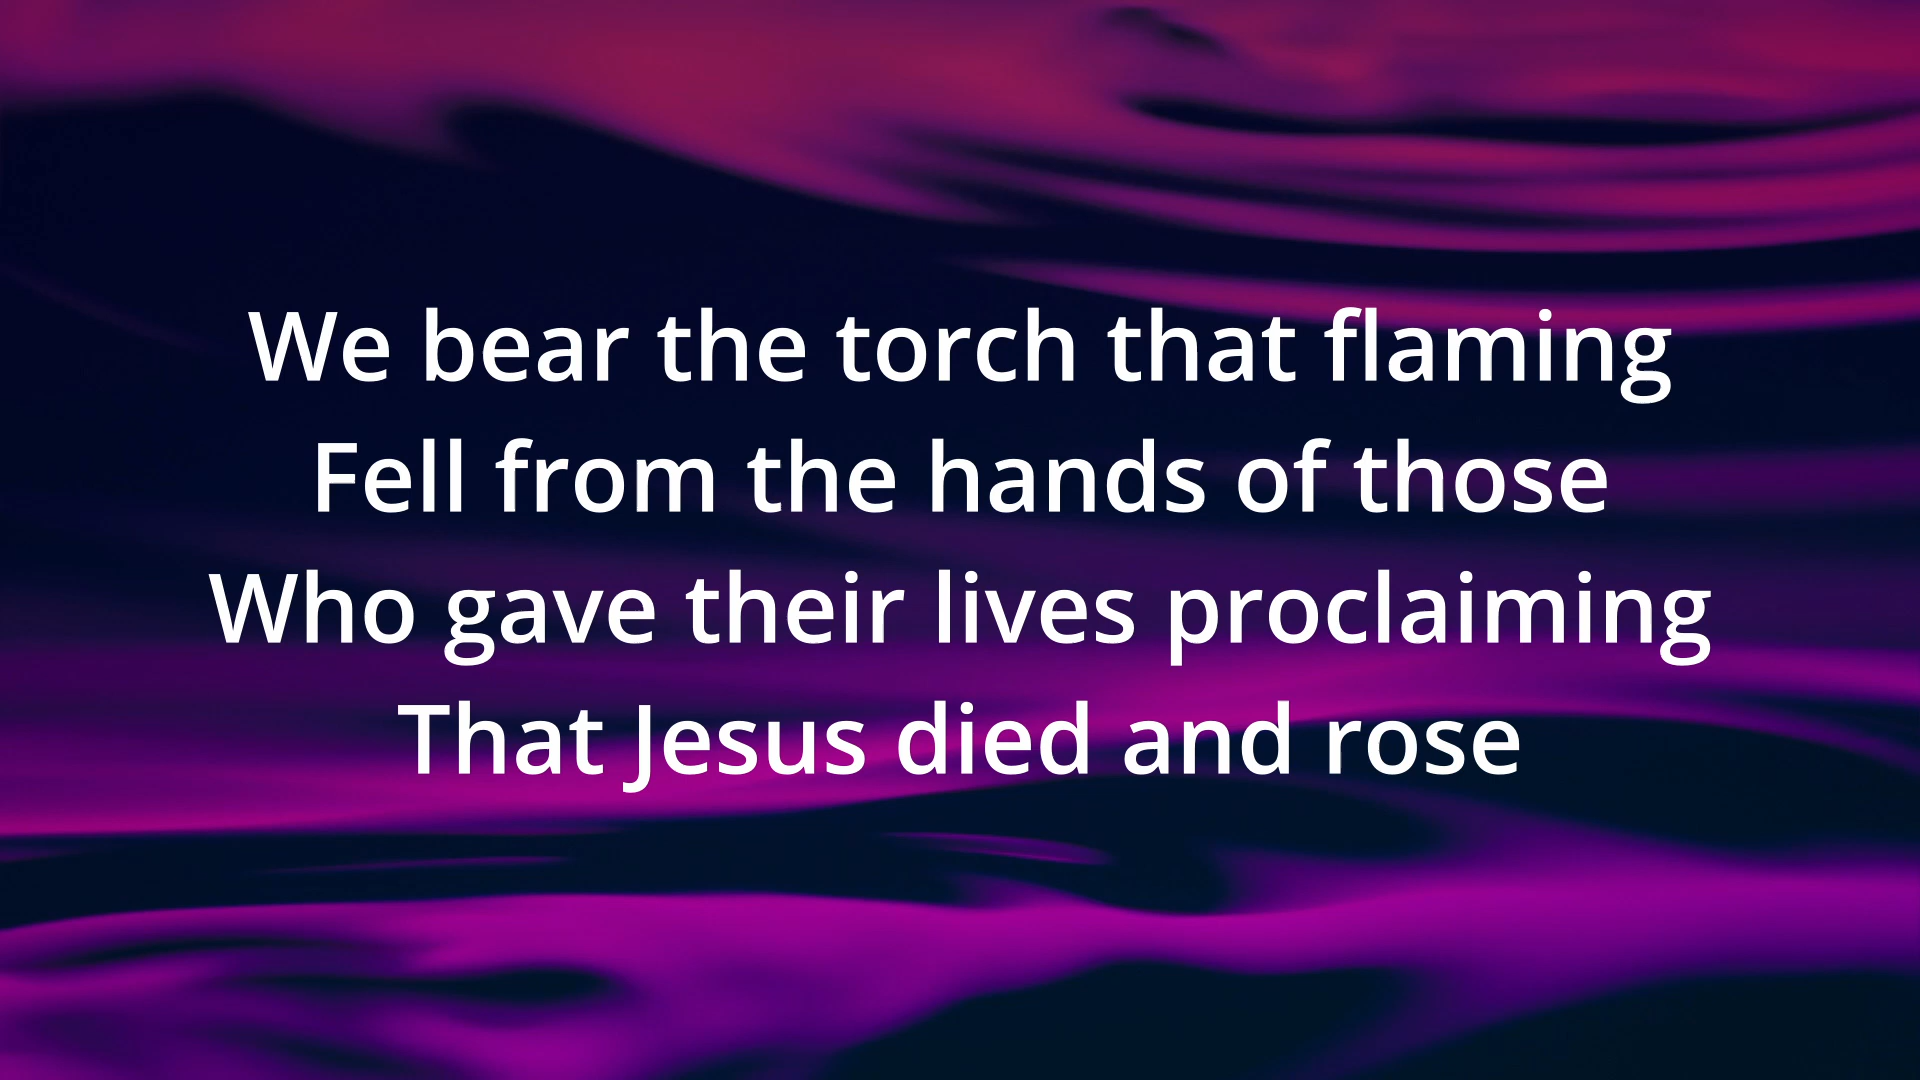 We bear the torch that flaming
Fell from the hands of those
Who gave their lives proclaiming
That Jesus died and rose